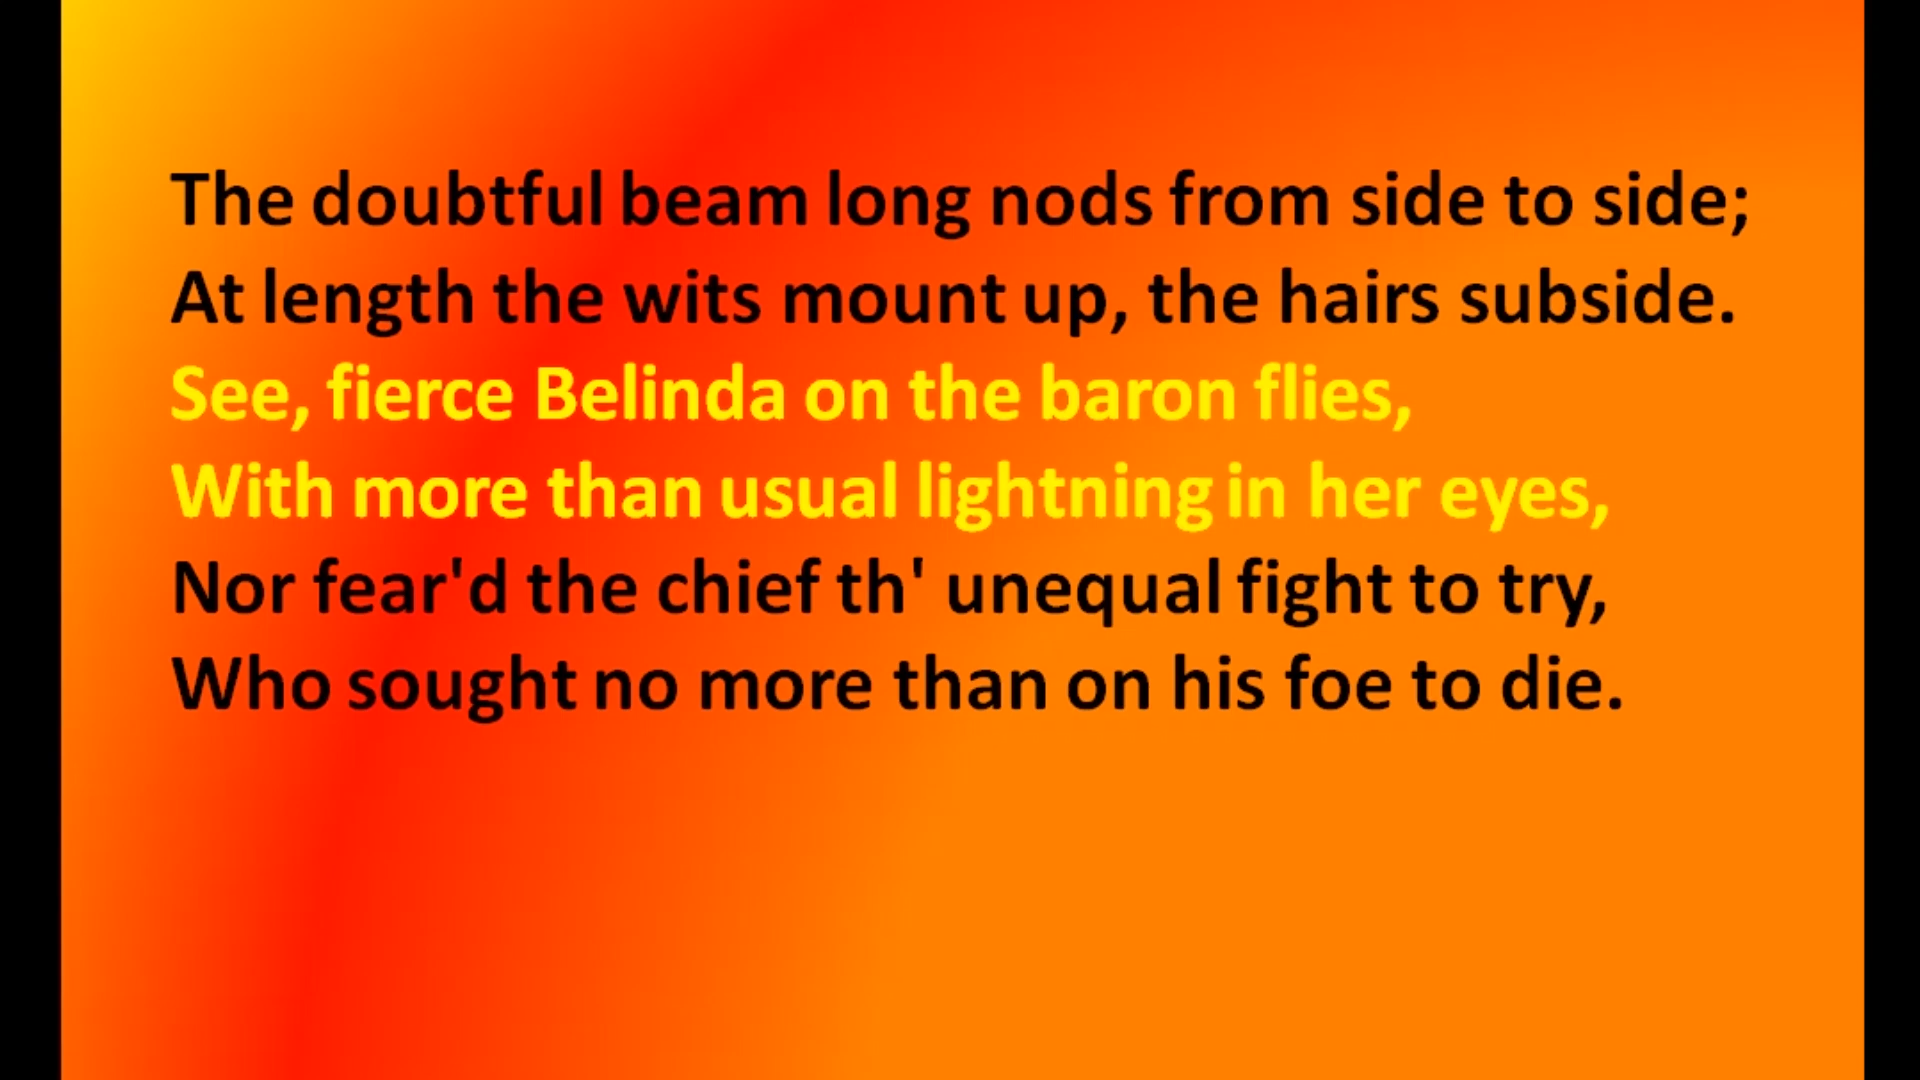 The doubtful beam long nods from side to side;
At length the wits mount up, the hairs subside.
See, fierce Belinda on the baron flies,
With more than usual lightning in her eyes,
Nor fear'd the chief th' unequal fight to try,
Who sought no more than on his foe to die.